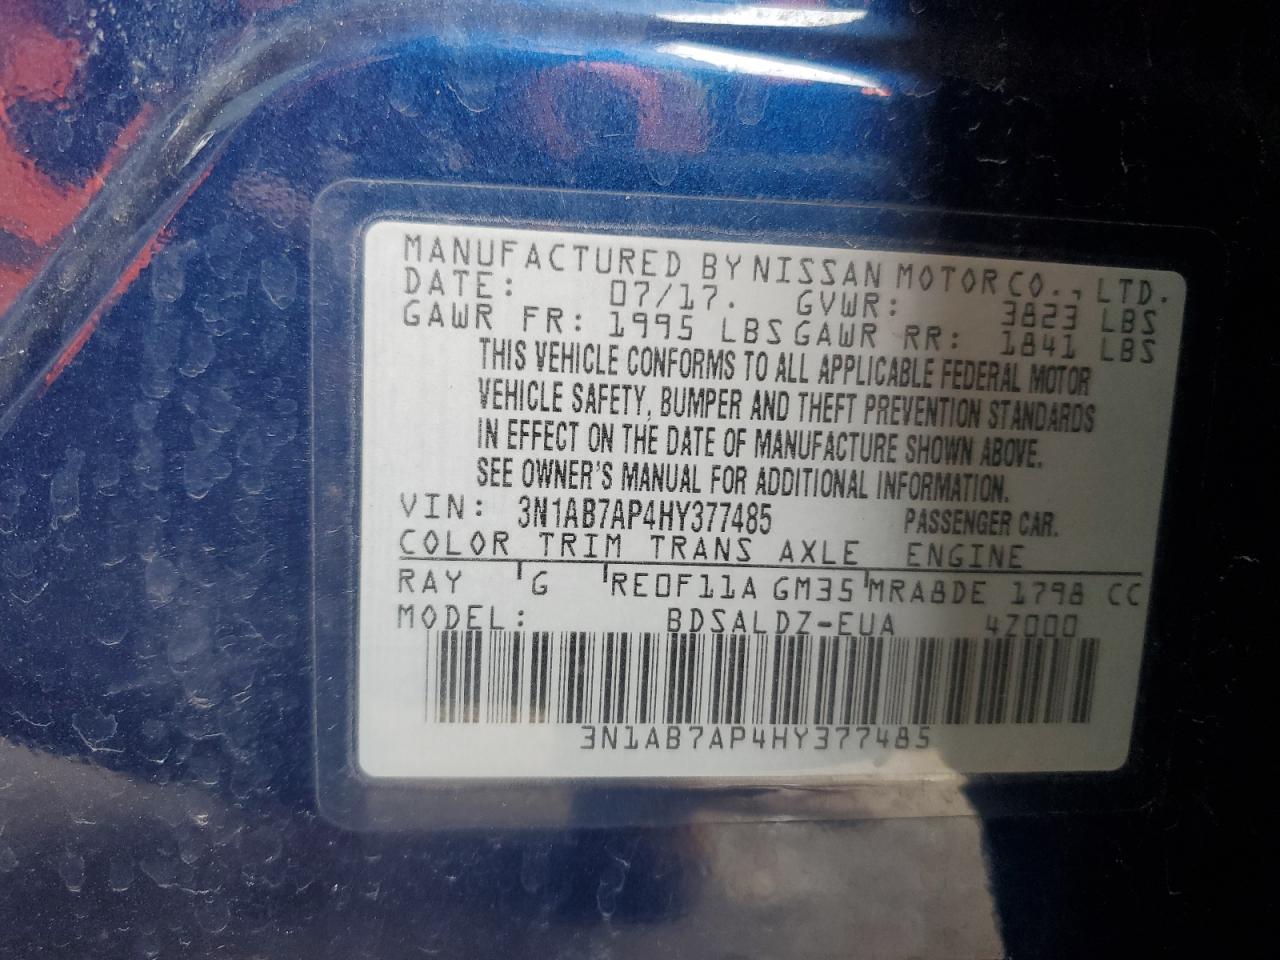 MANUFACTURED BY NISSAN MOTOR CO., LTD.
DATE: 07/17. GVWR: 3823 LBS
GAWR FR: 1995 LBS GAWR RR: 1841 LBS
THIS VEHICLE CONFORMS TO ALL APPLICABLE FEDERAL MOTOR
VEHICLE SAFETY, BUMPER AND THEFT PREVENTION STANDARDS
IN EFFECT ON THE DATE OF MANUFACTURE SHOWN ABOVE.
SEE OWNER'S MANUAL FOR ADDITIONAL INFORMATION.
VIN: 3N1AB7AP4HY377485 PASSENGER CAR.
COLOR TRIM TRANS AXLE ENGINE
RAY G RE0F11A GM35 MRA8DE 1798 CC
MODEL: BDSALDZ-EUA 4Z000
3N1AB7AP4HY377485